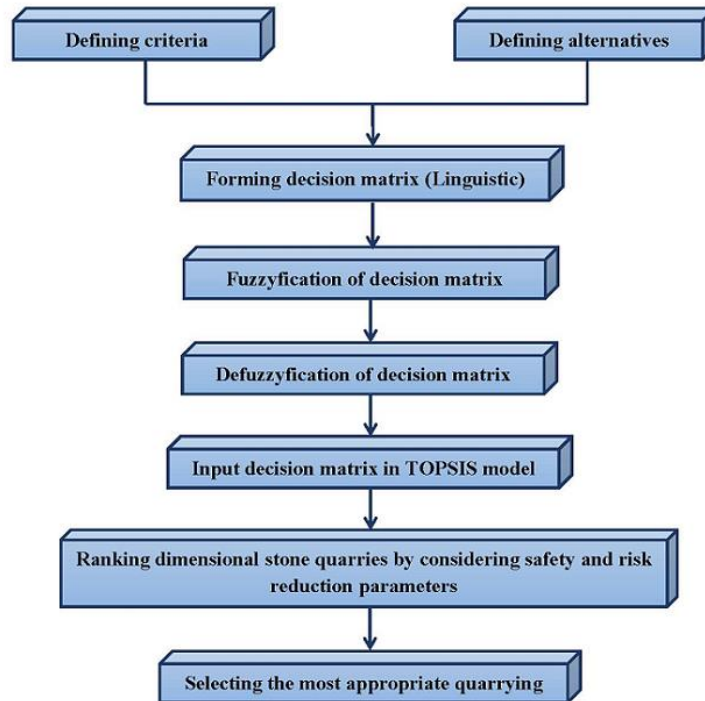 Defining criteria
Defining alternatives
Forming decision matrix (Linguistic)
Fuzzyfication of decision matrix
Defuzzyfication of decision matrix
Input decision matrix in TOPSIS model
Ranking dimensional stone quarries by considering safety and risk
reduction parameters
Selecting the most appropriate quarrying